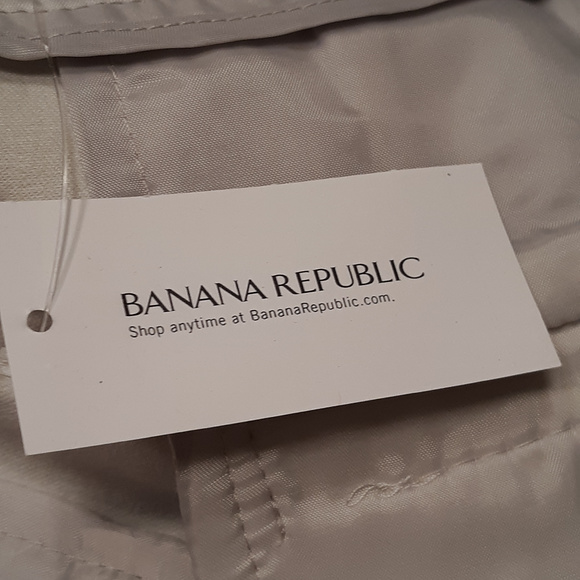 BANANA REPUBLIC
Shop anytime at BananaRepublic.com.